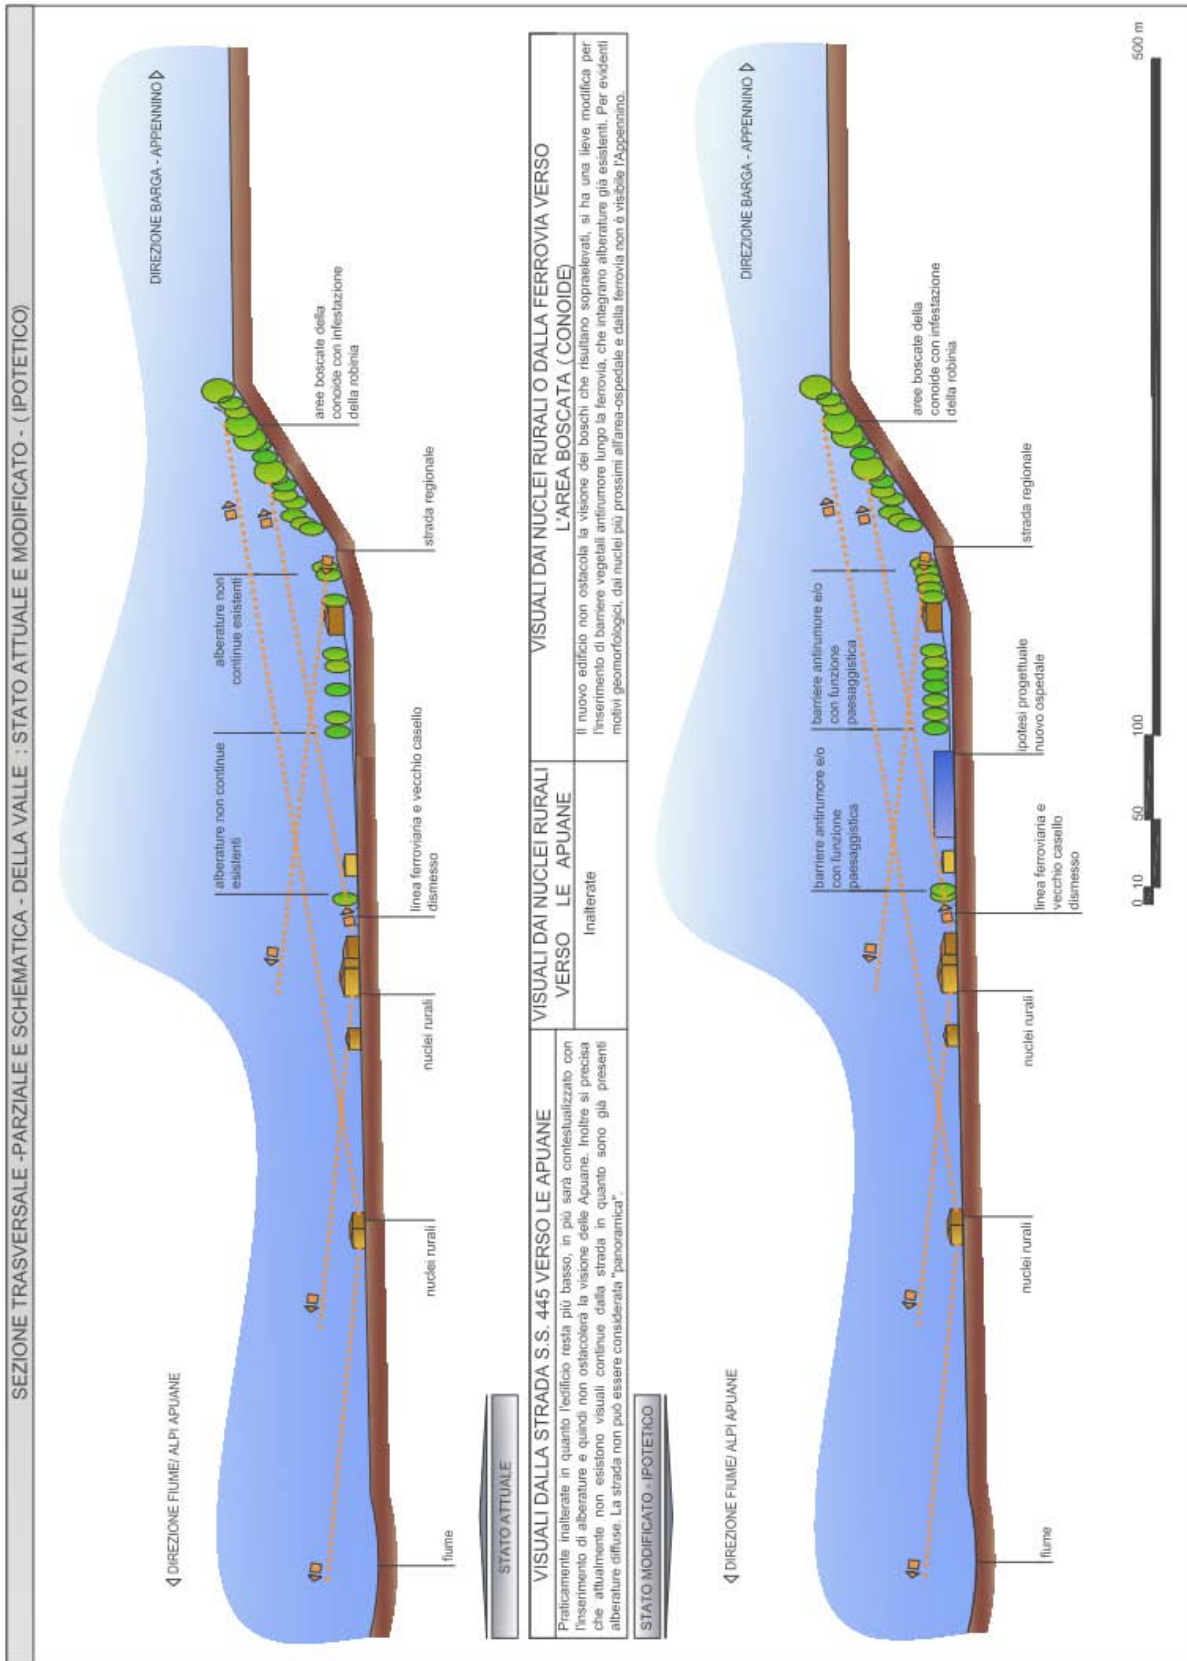 SEZIONE TRASVERSALE -PARZIALE E SCHEMATICA - DELLA VALLE : STATO ATTUALE E MODIFICATO - ( IPOTETICO)
DIREZIONE FIUME/ ALPI APUANE
DIREZIONE BARGA - APPENNINO
alberature non continue
esistenti
alberature non
continue esistenti
fiume
nuclei rurali
nuclei rurali
linea ferroviaria e vecchio casello
dismesso
strada regionale
aree boscate della
conoide con infestazione
della robinia
STATO ATTUALE
VISUALI DALLA STRADA S.S. 445 VERSO LE APUANE
Praticamente inalterate in quanto l'edificio resta più basso, in più sarà contestualizzato con
l'inserimento di alberature e quindi non ostacolerà la visione delle Apuane. Inoltre si precisa
che attualmente non esistono visuali continue dalla strada in quanto sono già presenti
alberature diffuse. La strada non può essere considerata "panoramica".
VISUALI DAI NUCLEI RURALI
VERSO LE APUANE
Inalterate
VISUALI DAI NUCLEI RURALI O DALLA FERROVIA VERSO
L'AREA BOSCATA ( CONOIDE)
Il nuovo edificio non ostacola la visione dei boschi che risultano sopraelevati, si ha una lieve modifica per
l'inserimento di barriere vegetali antirumore lungo la ferrovia, che integrano alberature già esistenti. Per evidenti
motivi geomorfologici, dai nuclei più prossimi all'area-ospedale e dalla ferrovia non è visibile l'Appennino.
STATO MODIFICATO - IPOTETICO
DIREZIONE FIUME/ ALPI APUANE
DIREZIONE BARGA - APPENNINO
barriere antirumore e/o
con funzione
paesaggistica
barriere antirumore e/o
con funzione
paesaggistica
fiume
nuclei rurali
nuclei rurali
linea ferroviaria e
vecchio casello
dismesso
ipotesi progettuale
nuovo ospedale
strada regionale
aree boscate della
conoide con infestazione
della robinia
0 10 50 100 500 m